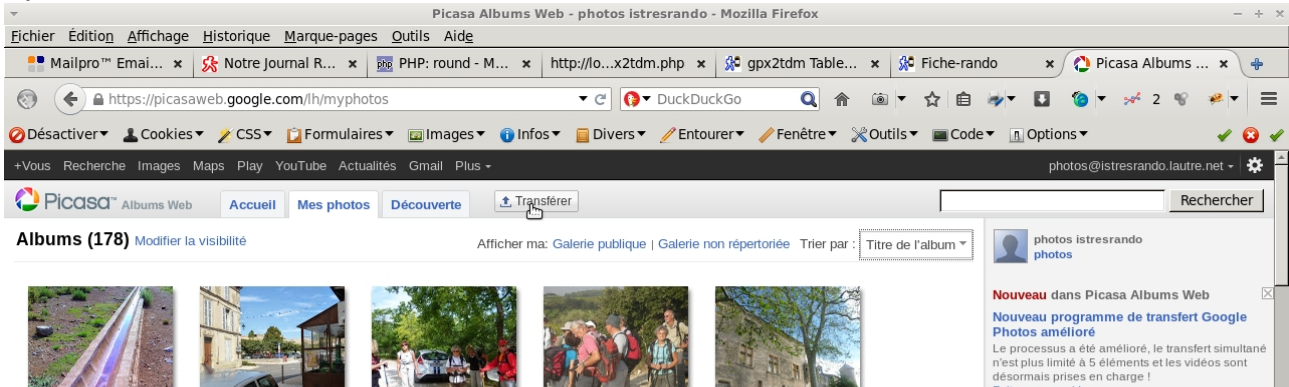 Picasa Albums Web - photos istresrando - Mozilla Firefox
Fichier Édition Affichage Historique Marque-pages Outils Aide
Mailpro™ Emai... Notre Journal R... PHP: round - M... http://lo...x2tdm.php gpx2tdm Table... Fiche-rando Picasa Albums ...
https://picasaweb.google.com/lh/myphotos DuckDuckGo 2
Désactiver Cookies CSS Formulaires Images Infos Divers Entourer Fenêtre Outils Code Options
+Vous Recherche Images Maps Play YouTube Actualités Gmail Plus photos@istresrando.lautre.net
Picasa™ Albums Web Accueil Mes photos Découverte Transférer Rechercher
Albums (178) Modifier la visibilité Afficher ma: Galerie publique | Galerie non répertoriée Trier par : Titre de l'album
photos istresrando
photos
Nouveau dans Picasa Albums Web
Nouveau programme de transfert Google
Photos amélioré
Le processus a été amélioré, le transfert simultané
n'est plus limité à 5 éléments et les vidéos sont
désormais prises en charge !